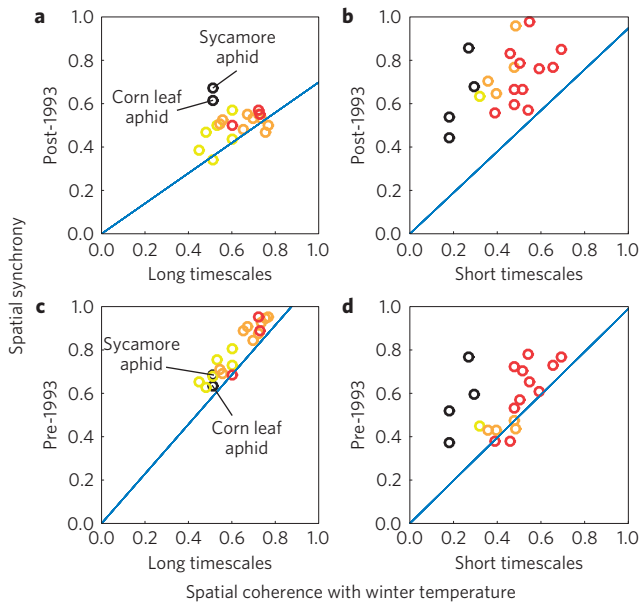 a
b
1.0
0.8
0.6
0.4
0.2
0.0
Post-1993
Sycamore
aphid
Corn leaf
aphid
0.0 0.2 0.4 0.6 0.8 1.0
Long timescales
1.0
0.8
0.6
0.4
0.2
0.0
Post-1993
0.0 0.2 0.4 0.6 0.8 1.0
Short timescales
Spatial synchrony
c
d
1.0
0.8
0.6
0.4
0.2
0.0
Pre-1993
Sycamore
aphid
Corn leaf
aphid
0.0 0.2 0.4 0.6 0.8 1.0
Long timescales
1.0
0.8
0.6
0.4
0.2
0.0
Pre-1993
0.0 0.2 0.4 0.6 0.8 1.0
Short timescales
Spatial coherence with winter temperature